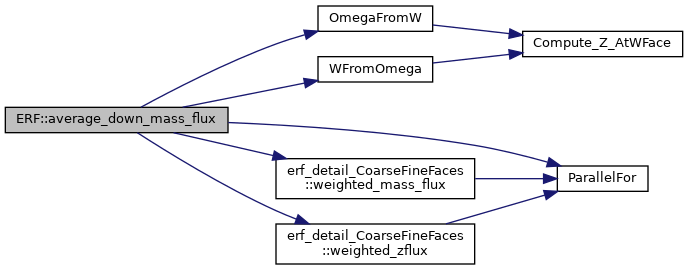 OmegaFromW
Compute_Z_AtWFace
WFromOmega
ERF::average_down_mass_flux
erf_detail_CoarseFineFaces
::weighted_mass_flux
ParallelFor
erf_detail_CoarseFineFaces
::weighted_zflux